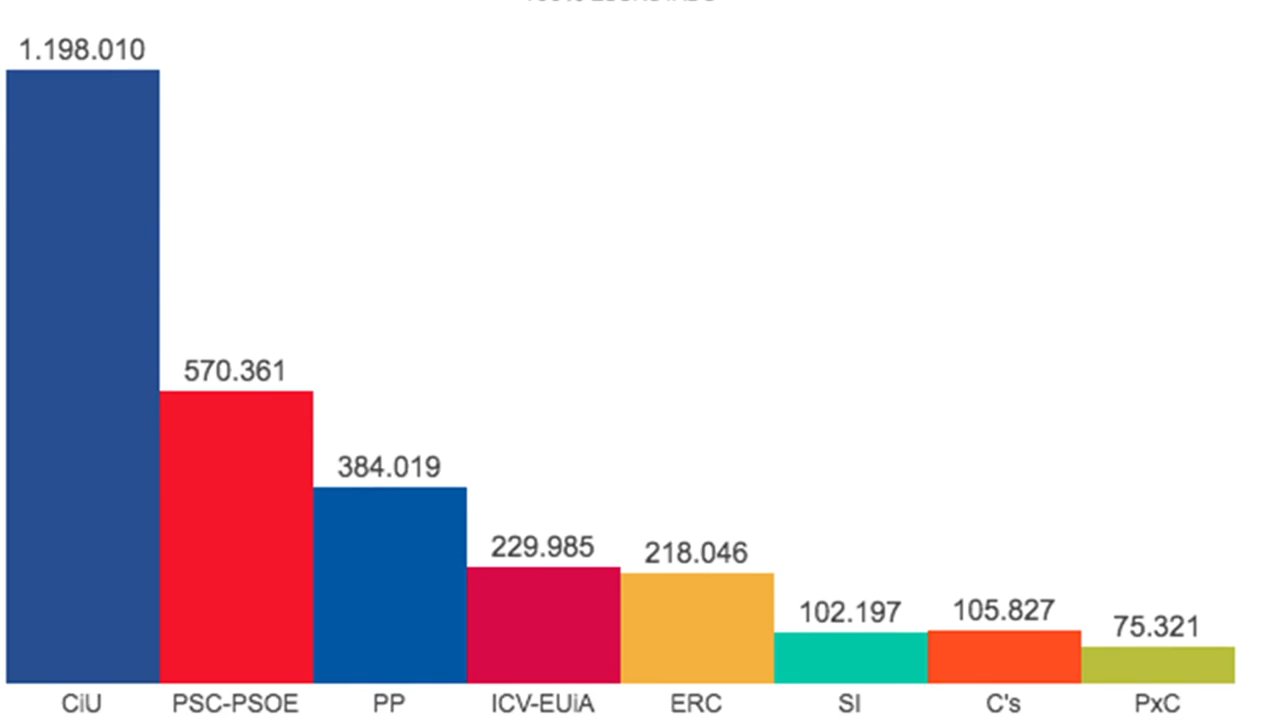 1.198.010
570.361
384.019
229.985
218.046
102.197
105.827
75.321
CiU
PSC-PSOE
PP
ICV-EUiA
ERC
SI
C's
PxC